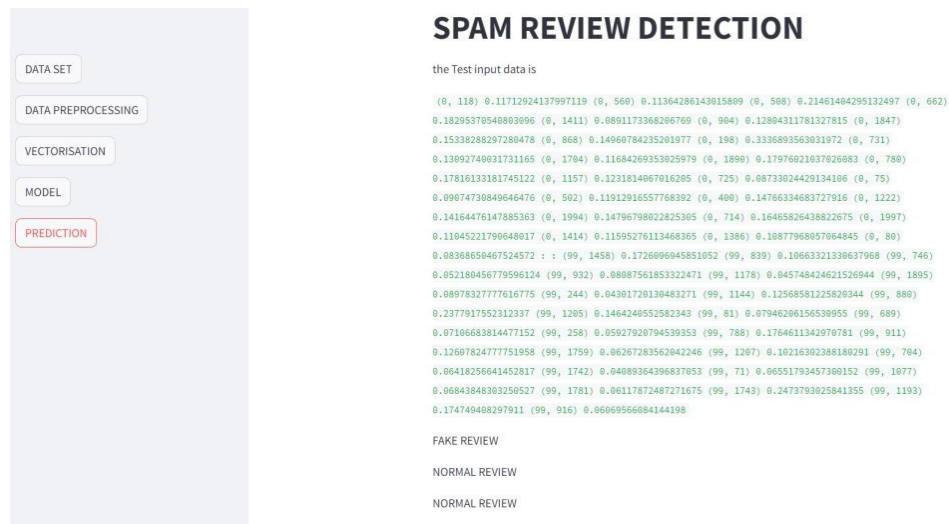 SPAM REVIEW DETECTION
DATA SET
DATA PREPROCESSING
VECTORISATION
MODEL
PREDICTION
the Test input data is
(0, 118) 0.11712924137997119 (0, 560) 0.11364286143015809 (0, 508) 0.21461404295132497 (0, 662)
0.18295370540803096 (0, 1411) 0.0891173368206769 (0, 904) 0.12804311781327815 (0, 1847)
0.15338288297280478 (0, 868) 0.14960784235201977 (0, 198) 0.3336893563031972 (0, 731)
0.13092740031731165 (0, 1704) 0.11684269353025979 (0, 1890) 0.17976021037026083 (0, 780)
0.17816133181745122 (0, 1157) 0.1231814067016205 (0, 725) 0.08733024429134106 (0, 75)
0.09074730849646476 (0, 502) 0.11912916557768392 (0, 400) 0.14766334683727916 (0, 1222)
0.14164476147885363 (0, 1994) 0.14796798022825305 (0, 714) 0.16465826438822675 (0, 1997)
0.11045221790648017 (0, 1414) 0.11595276113468365 (0, 1386) 0.10877968057064845 (0, 80)
0.08368650467524572 : : (99, 1458) 0.1726096945851052 (99, 839) 0.10663321330637968 (99, 746)
0.052180456779596124 (99, 932) 0.08087561853322471 (99, 1178) 0.045748424621526944 (99, 1895)
0.08978327777616775 (99, 244) 0.04301720130483271 (99, 1144) 0.12568581225820344 (99, 880)
0.2377917552312337 (99, 1205) 0.1464240552582343 (99, 81) 0.07946206156530955 (99, 689)
0.07106683814477152 (99, 258) 0.05927920794539353 (99, 788) 0.1764611342970781 (99, 911)
0.12607824777751958 (99, 1759) 0.06267283562042246 (99, 1207) 0.10216302388180291 (99, 704)
0.06418256641452817 (99, 1742) 0.04089364396837053 (99, 71) 0.06551793457300152 (99, 1077)
0.06843848303250527 (99, 1781) 0.06117872487271675 (99, 1743) 0.2473793025841355 (99, 1193)
0.174749408297911 (99, 916) 0.06069566084144198
FAKE REVIEW
NORMAL REVIEW
NORMAL REVIEW